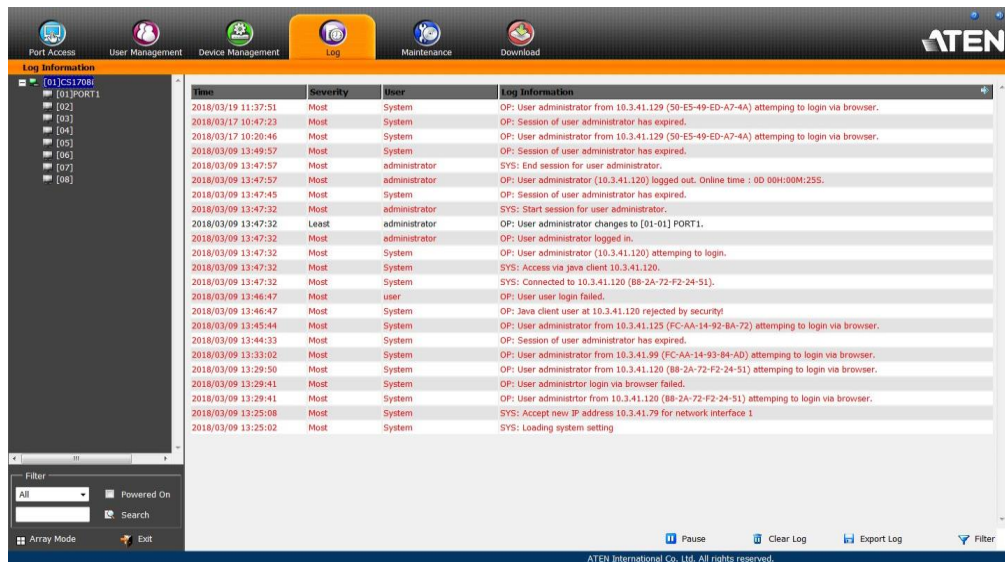 Port Access User Management Device Management Log Maintenance Download
ATEN
Log Information
[01]CS1708
[01]PORT1
[02]
[03]
[04]
[05]
[06]
[07]
[08]
Time Severity User Log Information
2018/03/19 11:37:51 Most System OP: User administrator from 10.3.41.129 (50-E5-49-ED-A7-4A) attemping to login via browser.
2018/03/17 10:47:23 Most System OP: Session of user administrator has expired.
2018/03/17 10:20:46 Most System OP: User administrator from 10.3.41.129 (50-E5-49-ED-A7-4A) attemping to login via browser.
2018/03/09 13:49:57 Most System OP: Session of user administrator has expired.
2018/03/09 13:47:57 Most administrator SYS: End session for user administrator.
2018/03/09 13:47:57 Most administrator OP: User administrator (10.3.41.120) logged out. Online time : 0D 00H:00M:25S.
2018/03/09 13:47:45 Most System OP: Session of user administrator has expired.
2018/03/09 13:47:32 Most administrator SYS: Start session for user administrator.
2018/03/09 13:47:32 Least administrator OP: User administrator changes to [01-01] PORT1.
2018/03/09 13:47:32 Most administrator OP: User administrator logged in.
2018/03/09 13:47:32 Most System OP: User administrator (10.3.41.120) attemping to login.
2018/03/09 13:47:32 Most System SYS: Access via java client 10.3.41.120.
2018/03/09 13:47:32 Most System SYS: Connected to 10.3.41.120 (B8-2A-72-F2-24-51).
2018/03/09 13:46:47 Most user OP: User user login failed.
2018/03/09 13:46:47 Most System OP: Java client user at 10.3.41.120 rejected by security!
2018/03/09 13:45:44 Most System OP: User administrator from 10.3.41.125 (FC-AA-14-92-BA-72) attemping to login via browser.
2018/03/09 13:44:33 Most System OP: Session of user administrator has expired.
2018/03/09 13:33:02 Most System OP: User administrator from 10.3.41.99 (FC-AA-14-93-84-AD) attemping to login via browser.
2018/03/09 13:29:50 Most System OP: User administrator from 10.3.41.120 (B8-2A-72-F2-24-51) attemping to login via browser.
2018/03/09 13:29:41 Most System OP: User administrtor login via browser failed.
2018/03/09 13:29:41 Most System OP: User administrtor from 10.3.41.120 (B8-2A-72-F2-24-51) attemping to login via browser.
2018/03/09 13:25:08 Most System SYS: Accept new IP address 10.3.41.79 for network interface 1
2018/03/09 13:25:02 Most System SYS: Loading system setting
Filter
All Powered On
Search
Array Mode Exit
Pause Clear Log Export Log Filter
ATEN International Co. Ltd. All rights reserved.